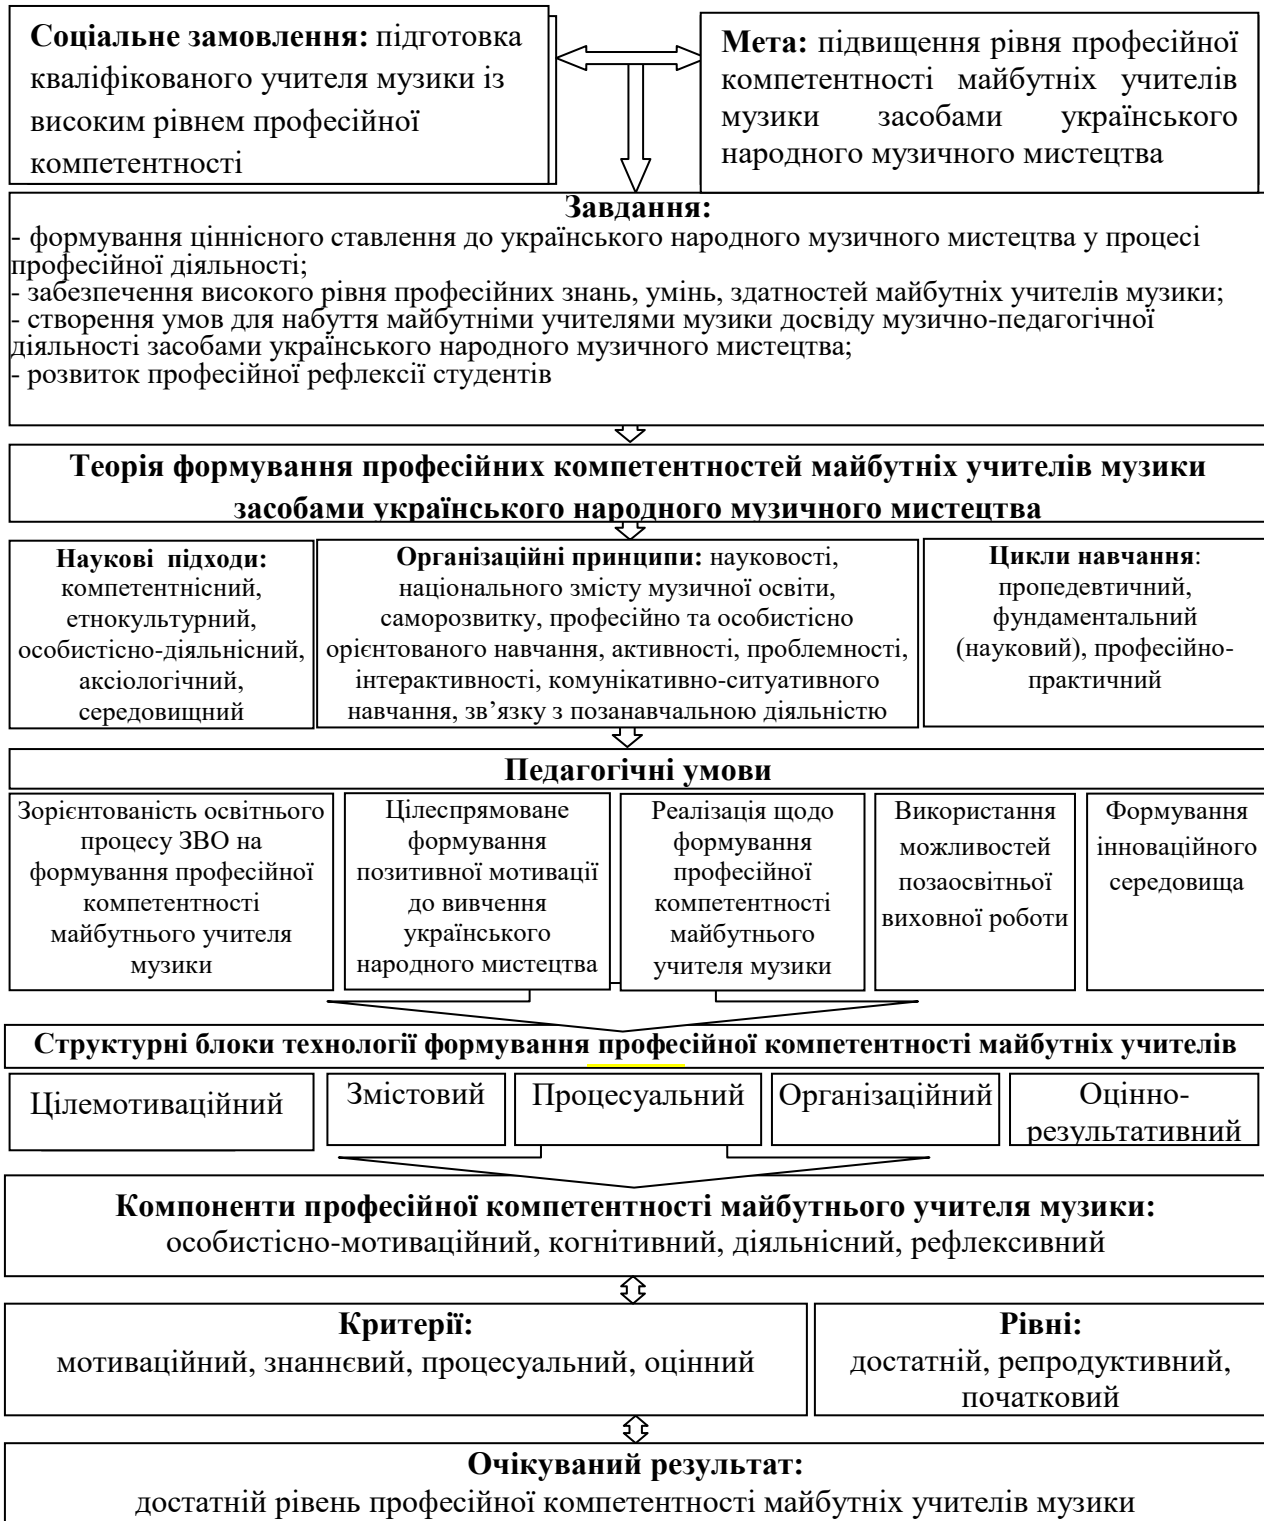 Соціальне замовлення: підготовка
кваліфікованого учителя музики із
високим рівнем професійної
компетентності
Мета: підвищення рівня професійної
компетентності майбутніх учителів
музики засобами українського
народного музичного мистецтва
Завдання:
- формування ціннісного ставлення до українського народного музичного мистецтва у процесі
професійної діяльності;
- забезпечення високого рівня професійних знань, умінь, здатностей майбутніх учителів музики;
- створення умов для набуття майбутніми учителями музики досвіду музично-педагогічної
діяльності засобами українського народного музичного мистецтва;
- розвиток професійної рефлексії студентів
Теорія формування професійних компетентностей майбутніх учителів музики
засобами українського народного музичного мистецтва
Наукові підходи:
компетентнісний,
етнокультурний,
особистісно-діяльнісний,
аксіологічний,
середовищний
Організаційні принципи: науковості,
національного змісту музичної освіти,
саморозвитку, професійно та особистісно
орієнтованого навчання, активності, проблемності,
інтерактивності, комунікативно-ситуативного
навчання, зв’язку з позанавчальною діяльністю
Цикли навчання:
пропедевтичний,
фундаментальний
(науковий), професійно-
практичний
Педагогічні умови
Зорієнтованість освітнього
процесу ЗВО на
формування професійної
компетентності
майбутнього учителя
музики
Цілеспрямоване
формування
позитивної мотивації
до вивчення
українського
народного мистецтва
Реалізація щодо
формування
професійної
компетентності
майбутнього
учителя музики
Використання
можливостей
позаосвітньої
виховної роботи
Формування
інноваційного
середовища
Структурні блоки технології формування професійної компетентності майбутніх учителів
Цілемотиваційний
Змістовий
Процесуальний
Організаційний
Оцінно-
результативний
Компоненти професійної компетентності майбутнього учителя музики:
особистісно-мотиваційний, когнітивний, діяльнісний, рефлексивний
Критерії:
мотиваційний, знаннєвий, процесуальний, оцінний
Рівні:
достатній, репродуктивний,
початковий
Очікуваний результат:
достатній рівень професійної компетентності майбутніх учителів музики